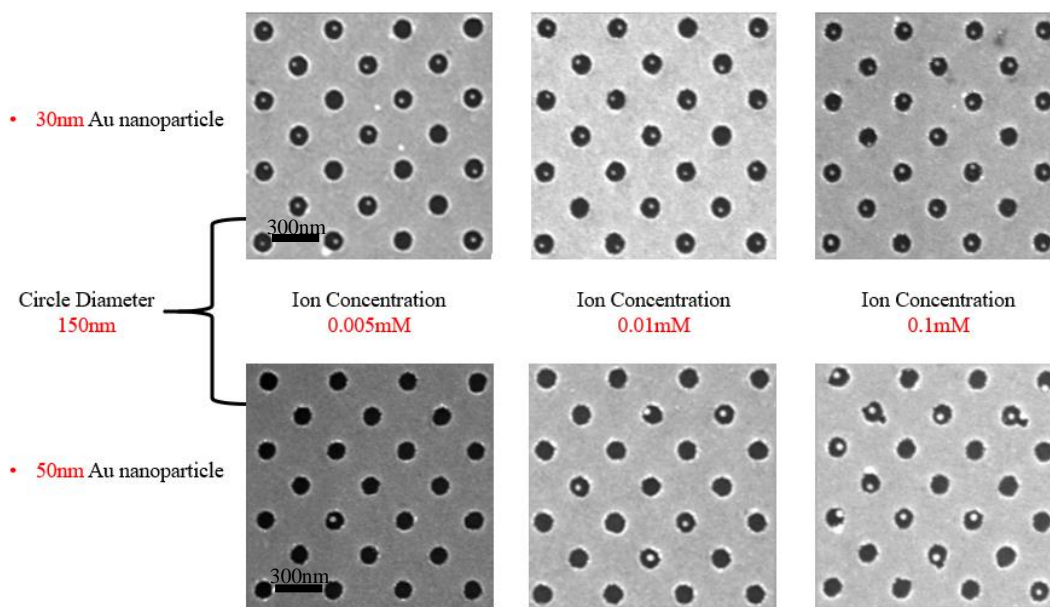 • 30nm Au nanoparticle
300nm
Circle Diameter
150nm
Ion Concentration
0.005mM
Ion Concentration
0.01mM
Ion Concentration
0.1mM
• 50nm Au nanoparticle
300nm